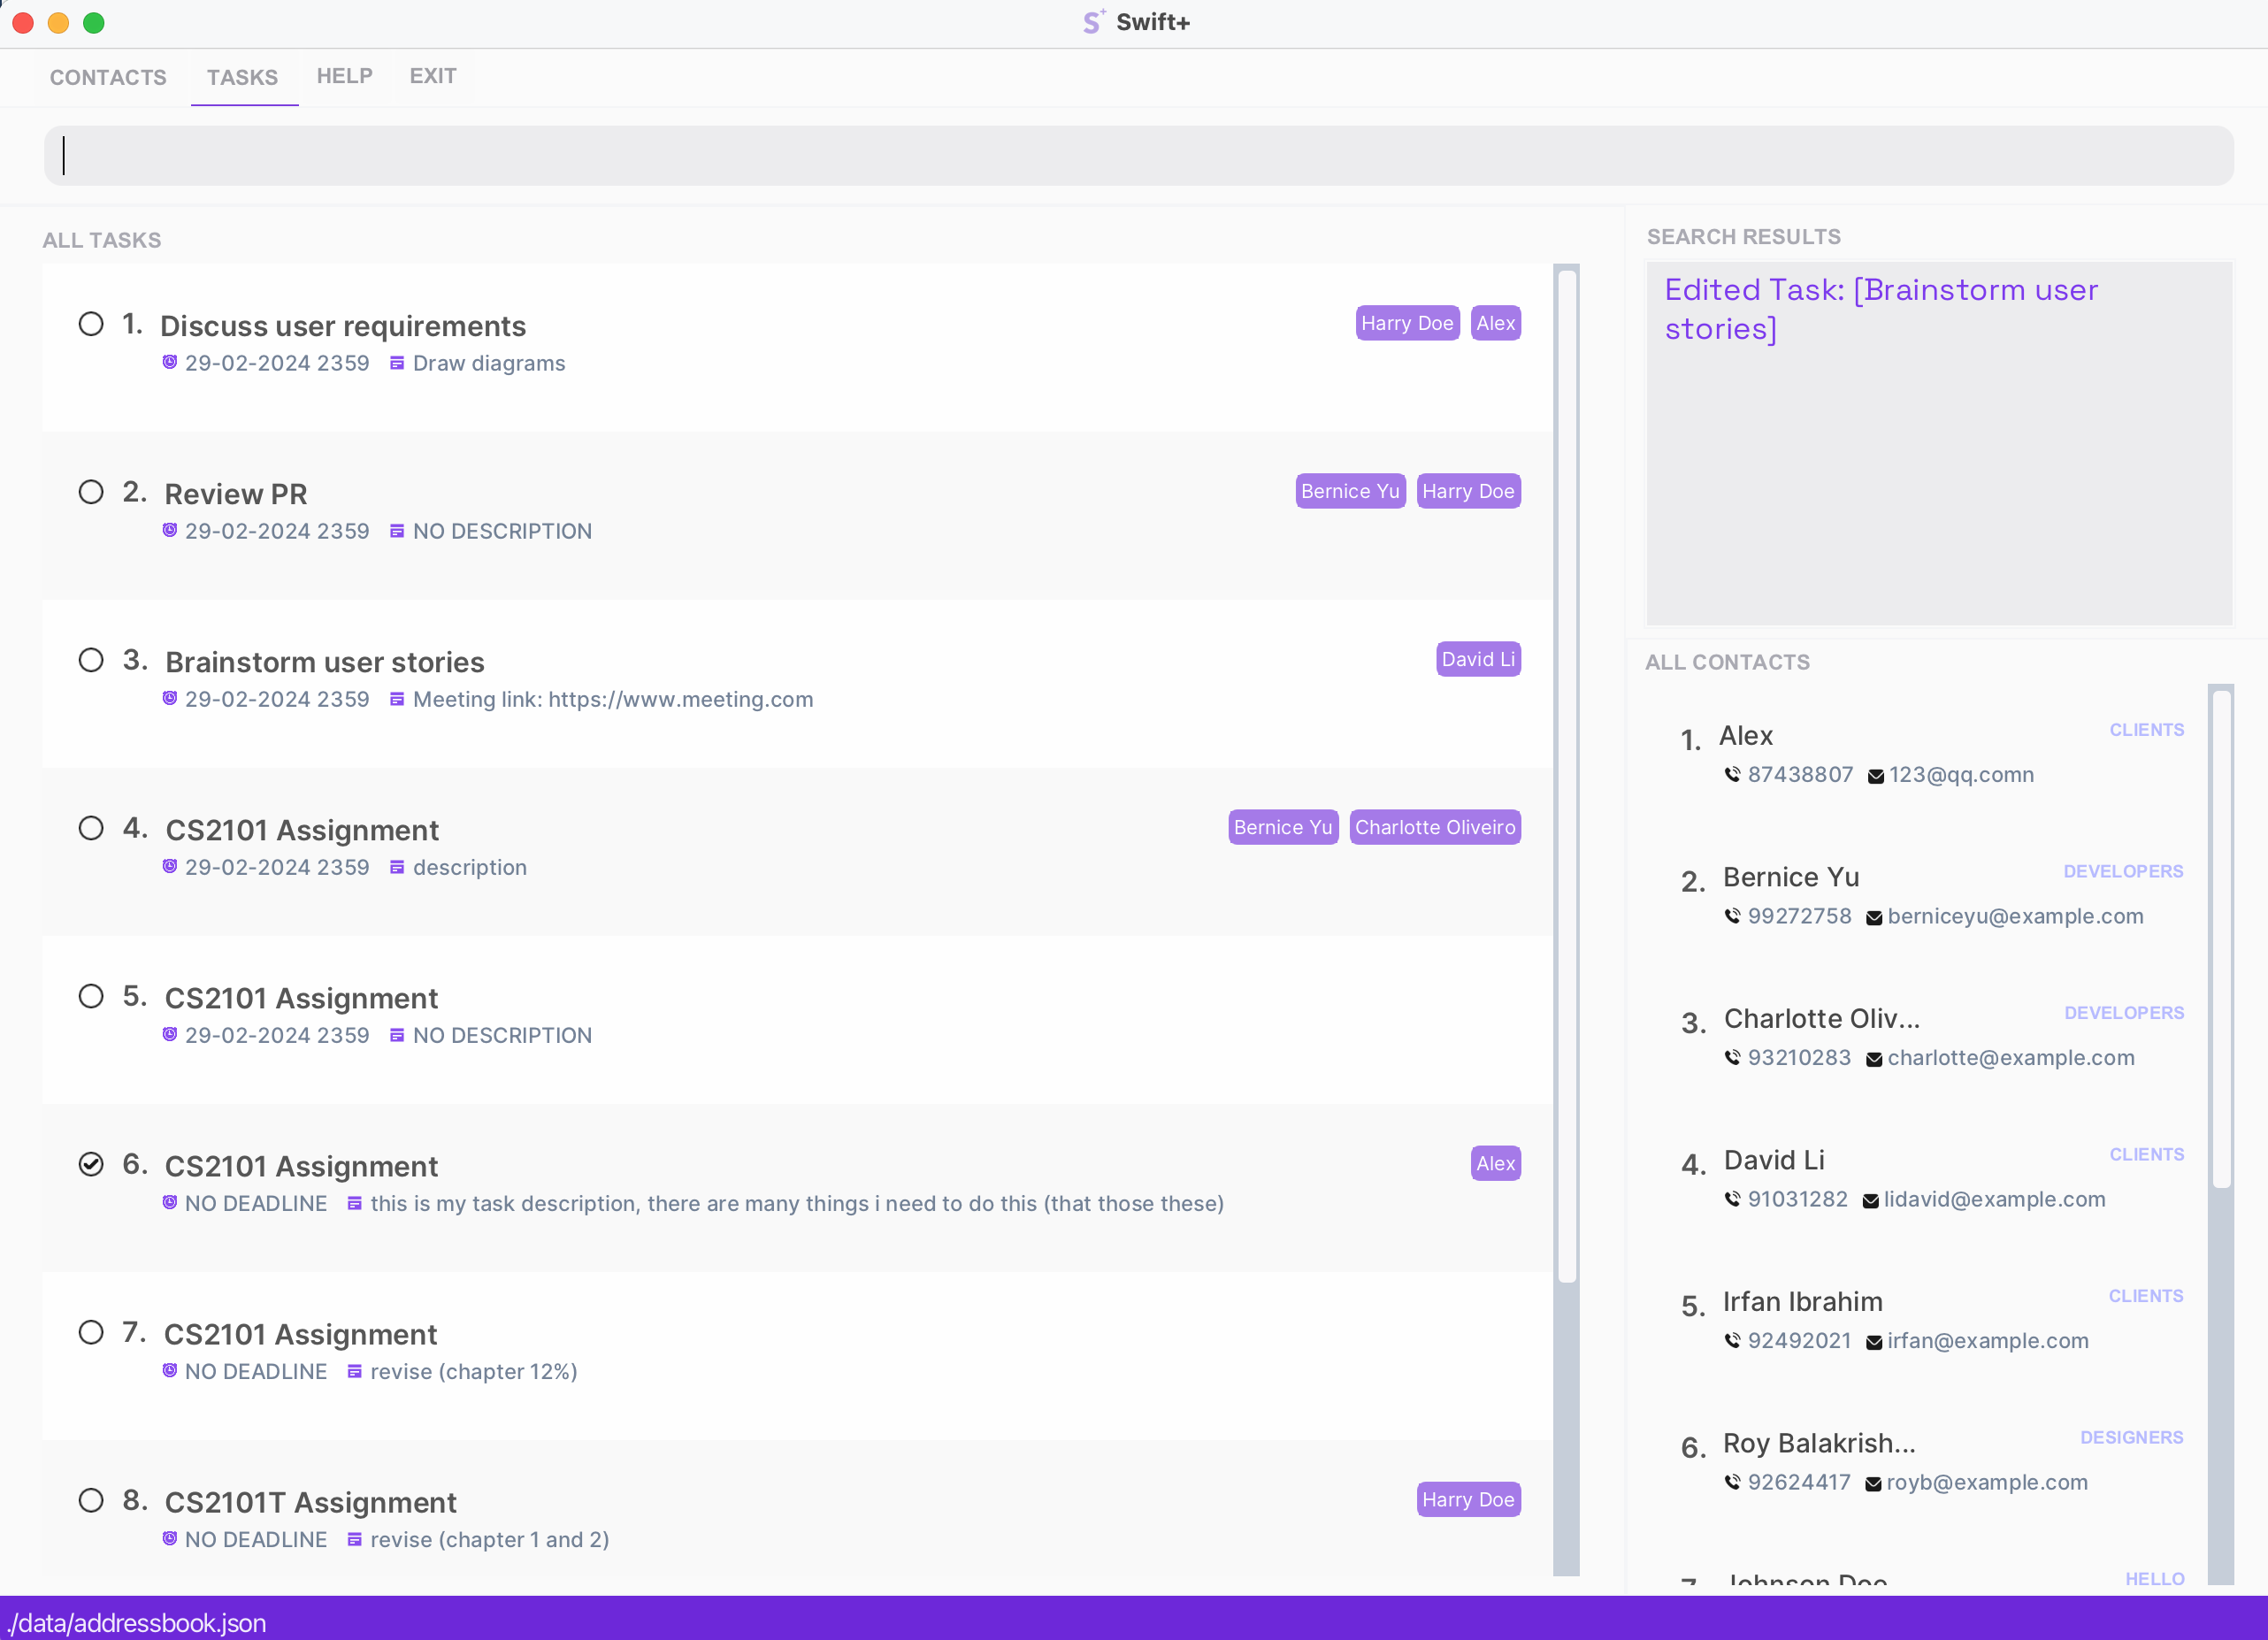 Swift+
CONTACTS TASKS HELP EXIT
ALL TASKS
1. Discuss user requirements Harry Doe Alex
29-02-2024 2359 Draw diagrams
2. Review PR Bernice Yu Harry Doe
29-02-2024 2359 NO DESCRIPTION
3. Brainstorm user stories David Li
29-02-2024 2359 Meeting link: https://www.meeting.com
4. CS2101 Assignment Bernice Yu Charlotte Oliveiro
29-02-2024 2359 description
5. CS2101 Assignment
29-02-2024 2359 NO DESCRIPTION
6. CS2101 Assignment Alex
NO DEADLINE this is my task description, there are many things i need to do this (that those these)
7. CS2101 Assignment
NO DEADLINE revise (chapter 12%)
8. CS2101T Assignment Harry Doe
NO DEADLINE revise (chapter 1 and 2)
SEARCH RESULTS
Edited Task: [Brainstorm user
stories]
ALL CONTACTS
1. Alex CLIENTS
87438807 123@qq.comn
2. Bernice Yu DEVELOPERS
99272758 berniceyu@example.com
3. Charlotte Oliv... DEVELOPERS
93210283 charlotte@example.com
4. David Li CLIENTS
91031282 lidavid@example.com
5. Irfan Ibrahim CLIENTS
92492021 irfan@example.com
6. Roy Balakrish... DESIGNERS
92624417 royb@example.com
7. Johnson Doe HELLO
./data/addressbook.json